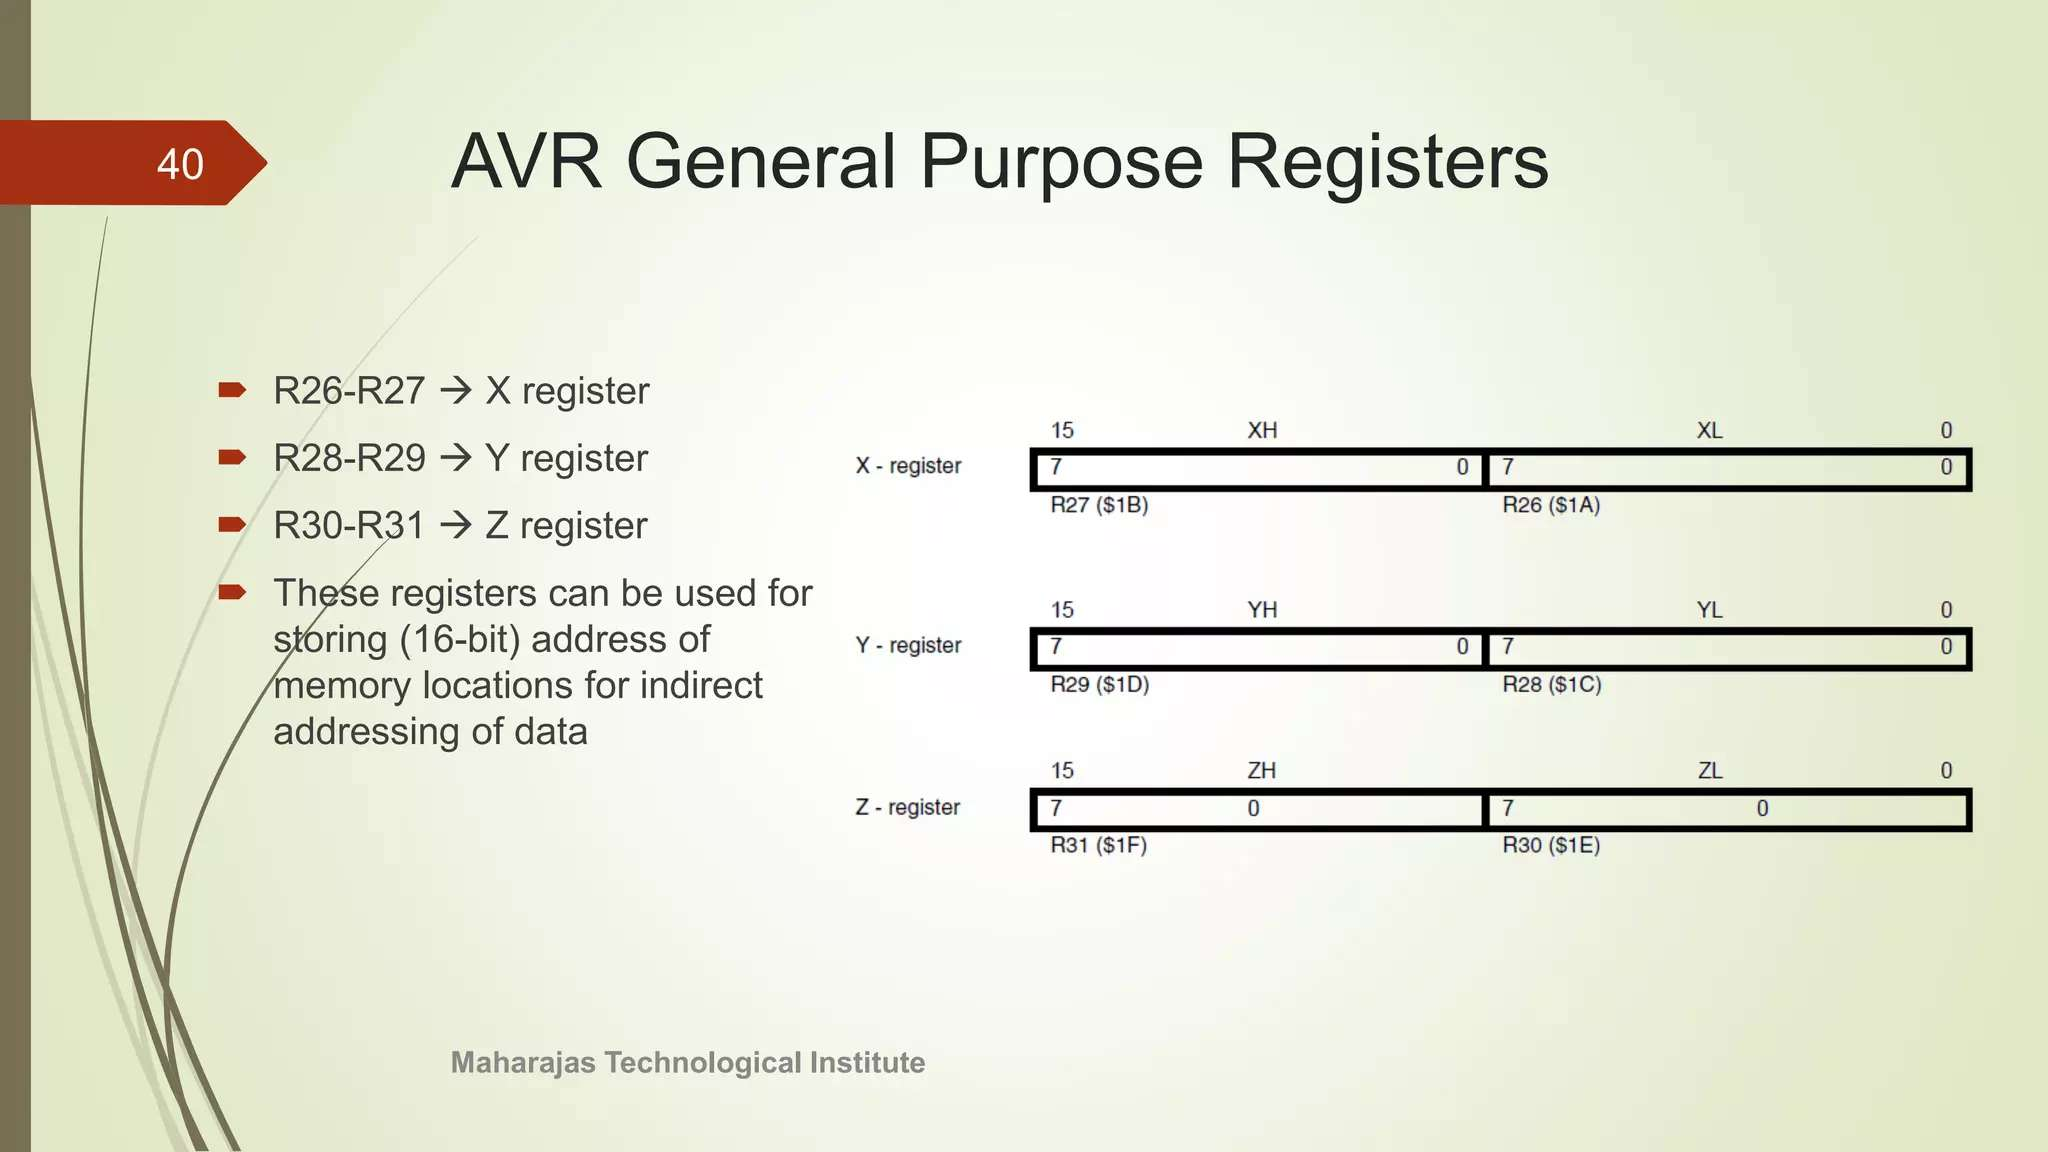 40
AVR General Purpose Registers
R26-R27 → X register
R28-R29 → Y register
R30-R31 → Z register
These registers can be used for
storing (16-bit) address of
memory locations for indirect
addressing of data
15 XH XL 0
X - register 7 0 7 0
R27 ($1B) R26 ($1A)
15 YH YL 0
Y - register 7 0 7 0
R29 ($1D) R28 ($1C)
15 ZH ZL 0
Z - register 7 0 7 0
R31 ($1F) R30 ($1E)
Maharajas Technological Institute